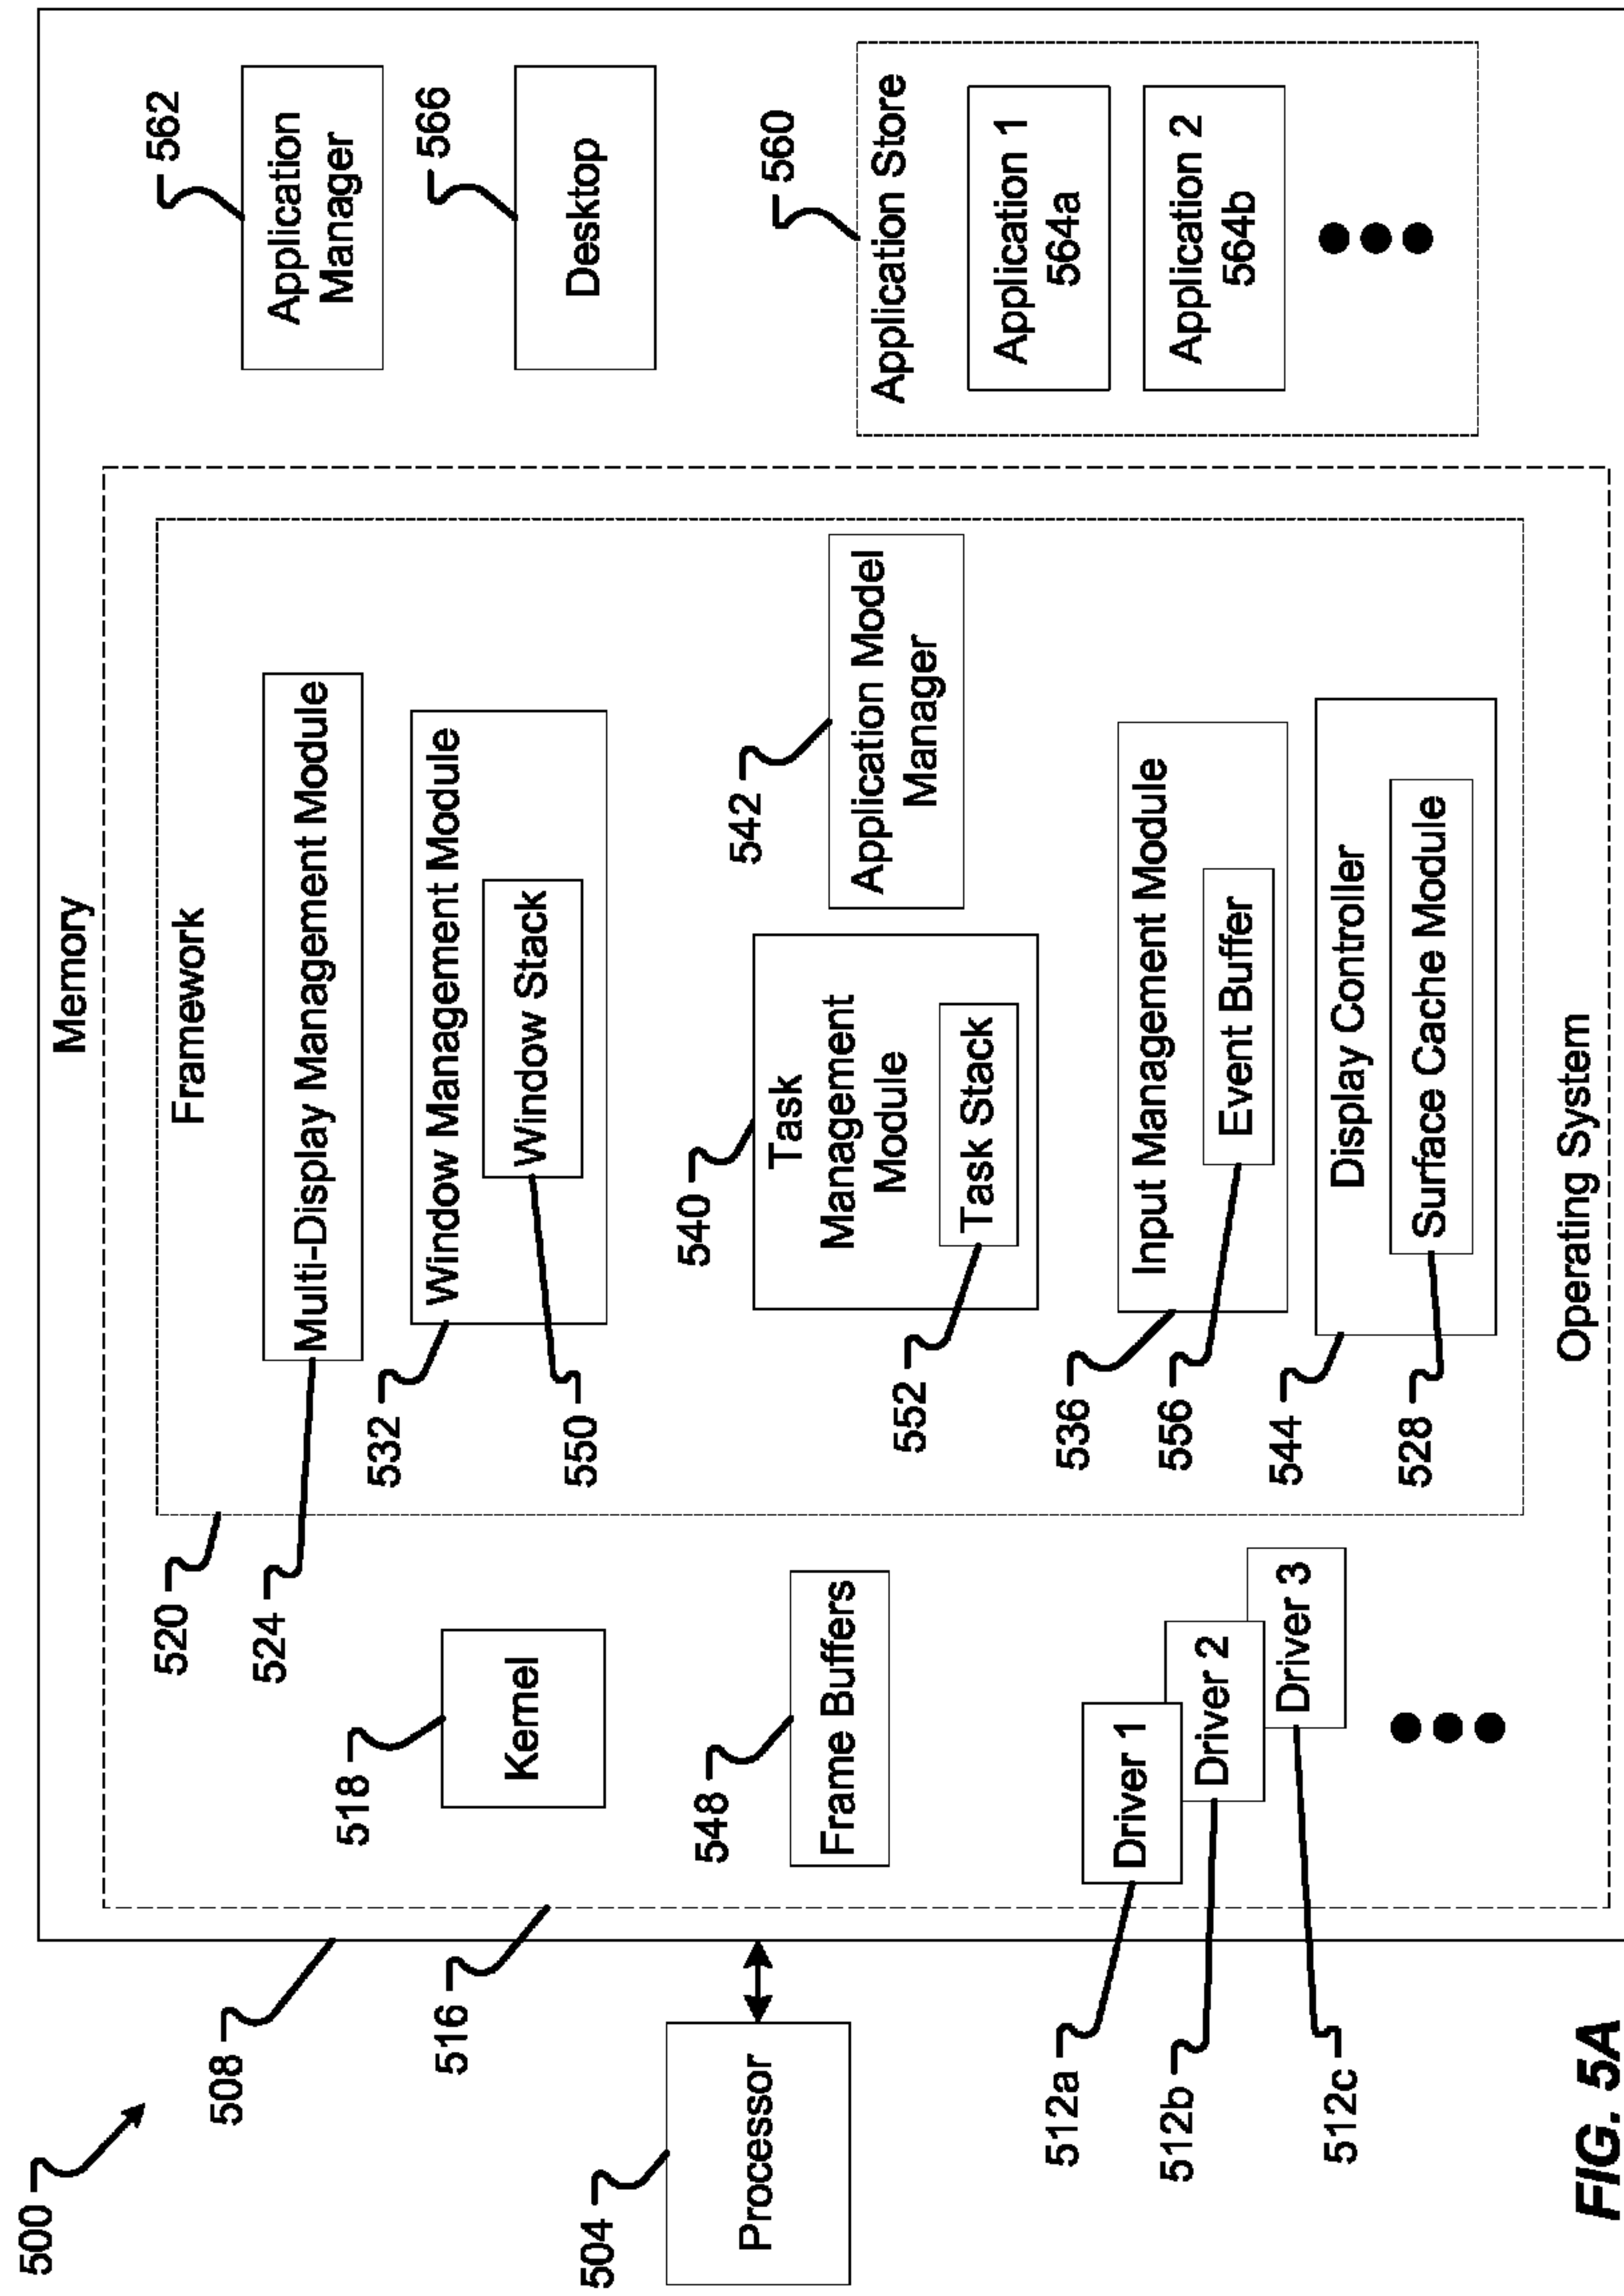 500
508
Memory
516
Operating System
520
Framework
524
Multi-Display Management Module
532
Window Management Module
550
Window Stack
518
Kernel
548
Frame Buffers
504
Processor
540
Task
Management
Module
552
Task Stack
542
Application Model
Manager
536
Input Management Module
556
Event Buffer
544
Display Controller
528
Surface Cache Module
512a
Driver 1
512b
Driver 2
512c
Driver 3
562
Application
Manager
566
Desktop
560
Application Store
Application 1
564a
Application 2
564b
FIG. 5A